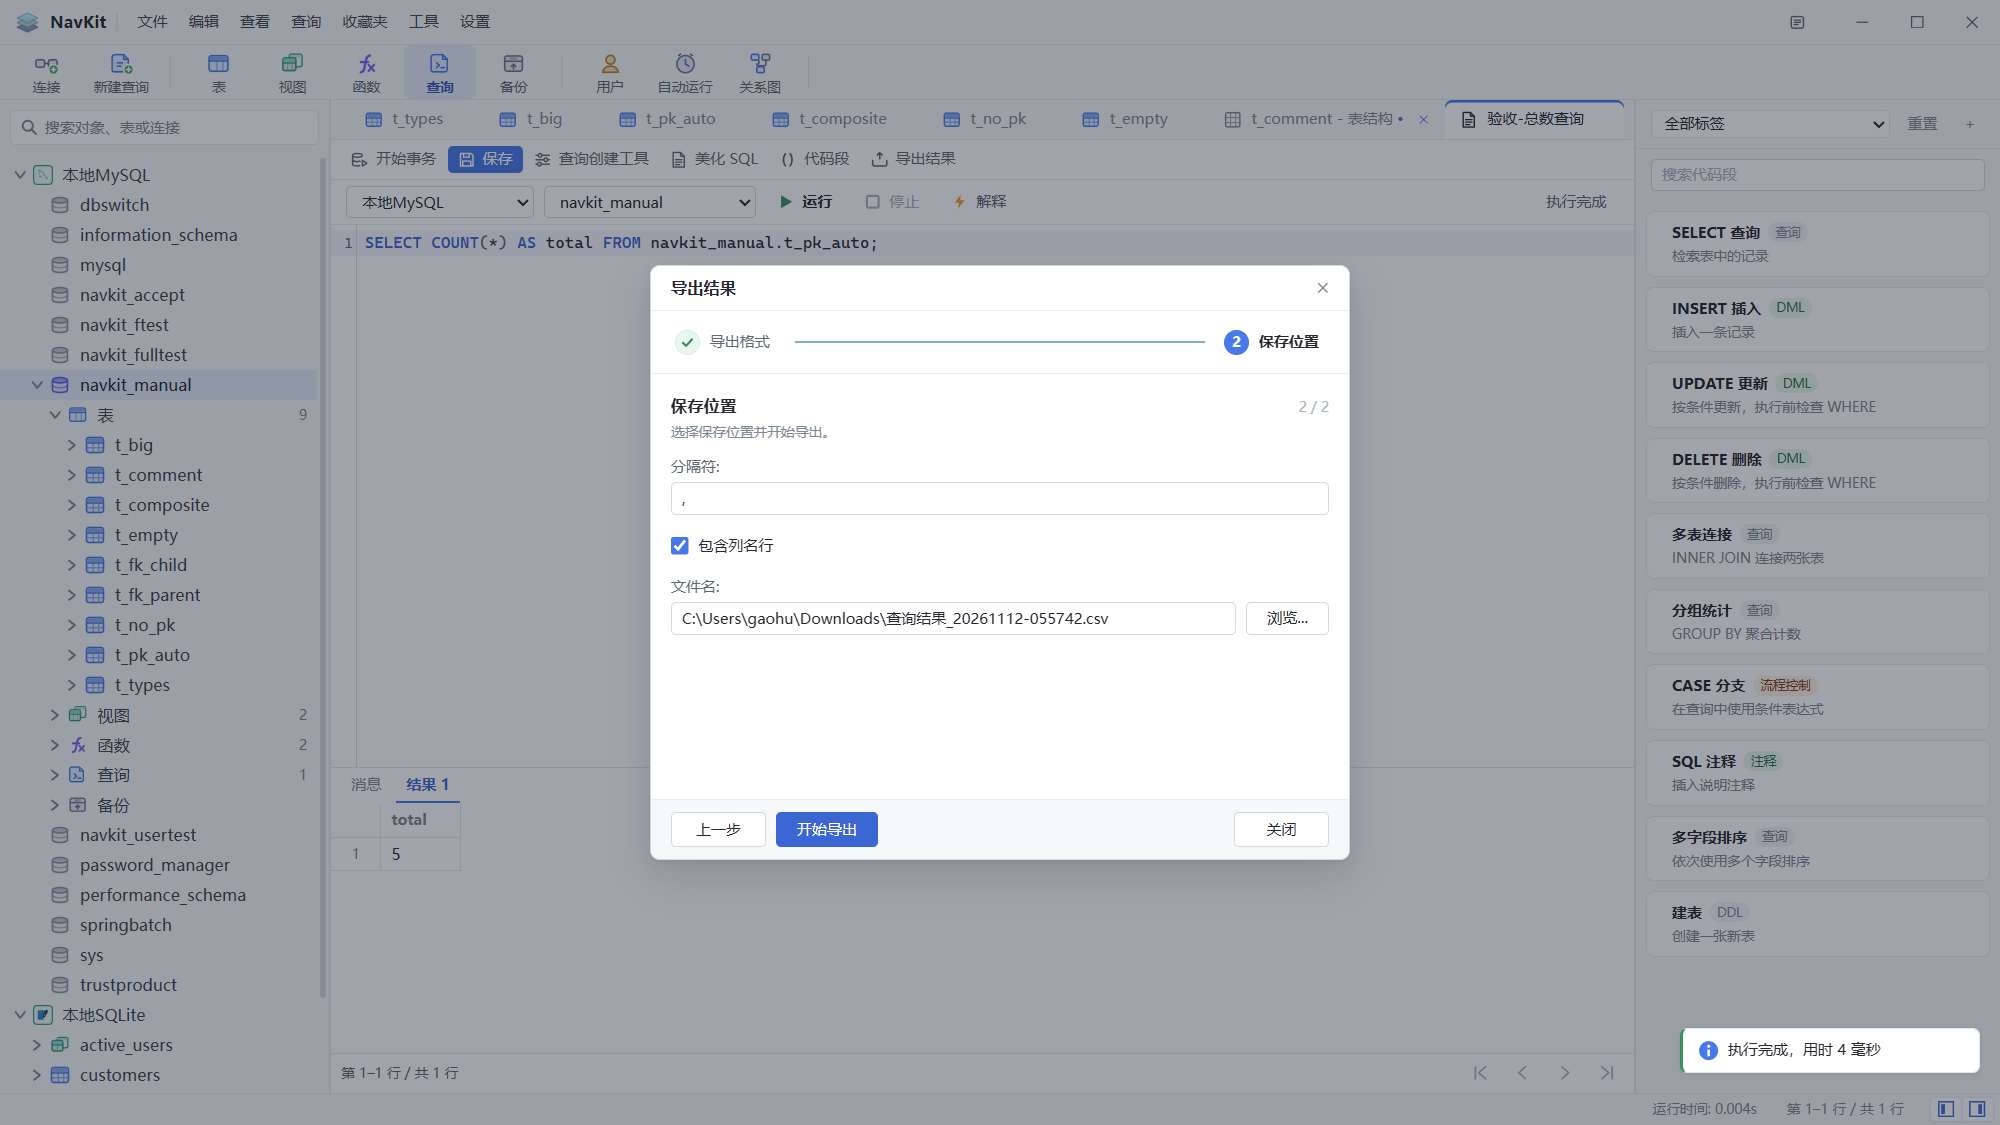 NavKit 文件 编辑 查看 查询 收藏夹 工具 设置
连接 新建查询 表 视图 函数 查询 备份 用户 自动运行 关系图
搜索对象、表或连接
本地MySQL
dbswitch
information_schema
mysql
navkit_accept
navkit_ftest
navkit_fulltest
navkit_manual
表 9
t_big
t_comment
t_composite
t_empty
t_fk_child
t_fk_parent
t_no_pk
t_pk_auto
t_types
视图 2
函数 2
查询 1
备份
navkit_usertest
password_manager
performance_schema
springbatch
sys
trustproduct
本地SQLite
active_users
customers
t_types t_big t_pk_auto t_composite t_no_pk t_empty t_comment - 表结构 • 验收-总数查询
开始事务 保存 查询创建工具 美化 SQL 代码段 导出结果
本地MySQL navkit_manual 运行 停止 解释 执行完成
1 SELECT COUNT(*) AS total FROM navkit_manual.t_pk_auto;
导出结果
导出格式 2 保存位置
保存位置 2 / 2
选择保存位置并开始导出。
分隔符:
,
包含列名行
文件名:
C:\Users\gaohu\Downloads\查询结果_20261112-055742.csv 浏览...
上一步 开始导出 关闭
消息 结果 1
total
1 5
第 1–1 行 / 共 1 行
全部标签 重置 +
搜索代码段
SELECT 查询 查询
检索表中的记录
INSERT 插入 DML
插入一条记录
UPDATE 更新 DML
按条件更新，执行前检查 WHERE
DELETE 删除 DML
按条件删除，执行前检查 WHERE
多表连接 查询
INNER JOIN 连接两张表
分组统计 查询
GROUP BY 聚合计数
CASE 分支 流程控制
在查询中使用条件表达式
SQL 注释 注释
插入说明注释
多字段排序 查询
依次使用多个字段排序
建表 DDL
创建一张新表
执行完成，用时 4 毫秒
运行时间: 0.004s 第 1–1 行 / 共 1 行